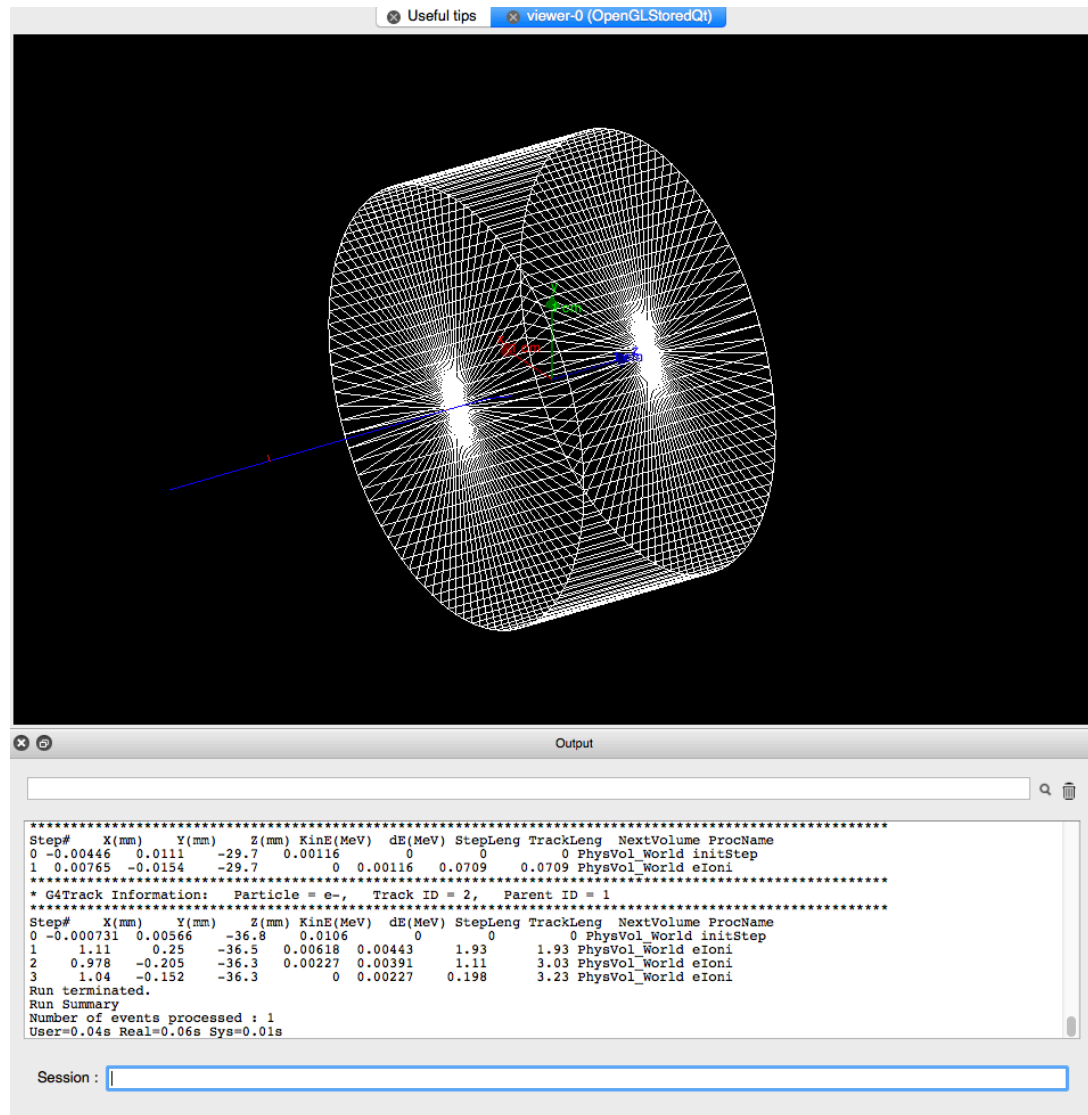 Useful tips
viewer-0 (OpenGLStoredQt)
y
cm
x
cm
z
Output
*********************************************************************************************************
Step#    X(mm)    Y(mm)    Z(mm) KinE(MeV)  dE(MeV) StepLeng TrackLeng  NextVolume ProcName
0 -0.00446   0.0111    -29.7   0.00116        0        0         0 PhysVol_World initStep
1  0.00765  -0.0154    -29.7         0  0.00116   0.0709    0.0709 PhysVol_World eIoni
*********************************************************************************************************
* G4Track Information:   Particle = e-,   Track ID = 2,   Parent ID = 1
*********************************************************************************************************
Step#    X(mm)    Y(mm)    Z(mm) KinE(MeV)  dE(MeV) StepLeng TrackLeng  NextVolume ProcName
0 -0.000731  0.00566    -36.8    0.0106        0        0         0 PhysVol_World initStep
1     1.11     0.25    -36.5   0.00618  0.00443     1.93      1.93 PhysVol_World eIoni
2    0.978   -0.205    -36.3   0.00227  0.00391     1.11      3.03 PhysVol_World eIoni
3     1.04   -0.152    -36.3         0  0.00227    0.198      3.23 PhysVol_World eIoni
Run terminated.
Run Summary
Number of events processed : 1
User=0.04s Real=0.06s Sys=0.01s
Session :